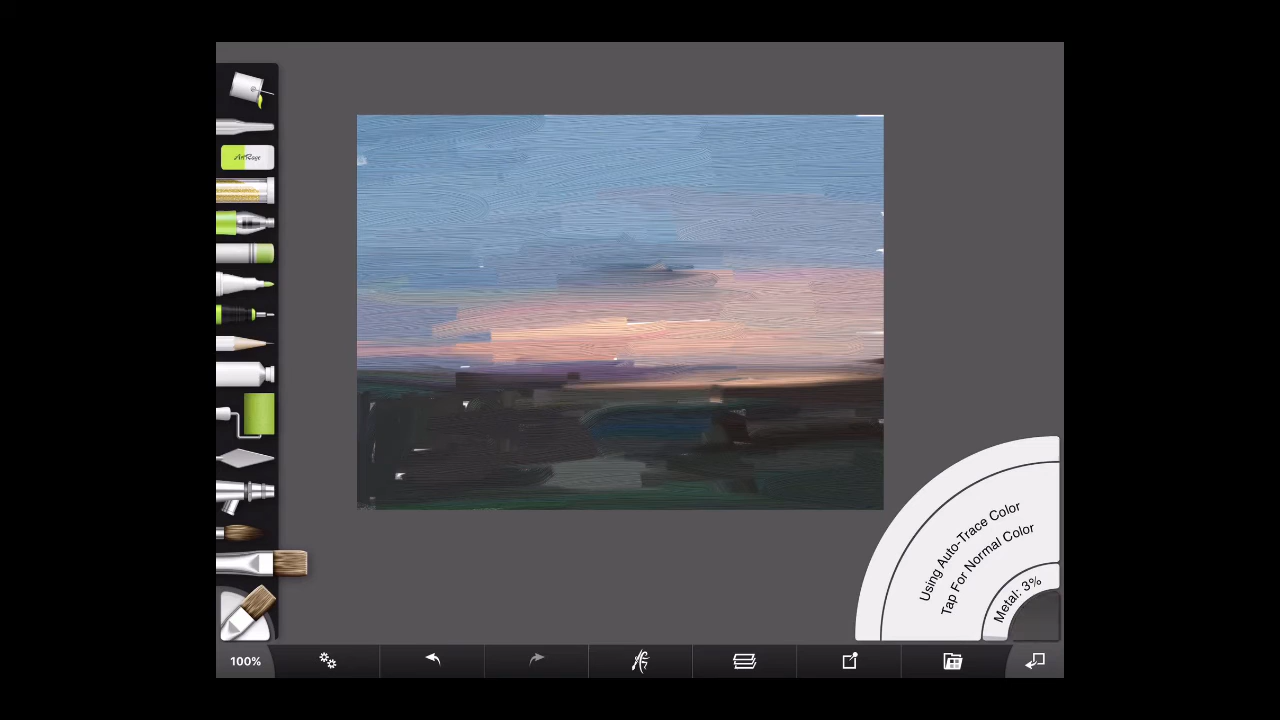 ArtRage
Using Auto-Trace Color
Tap For Normal Color
Metal: 3%
100%